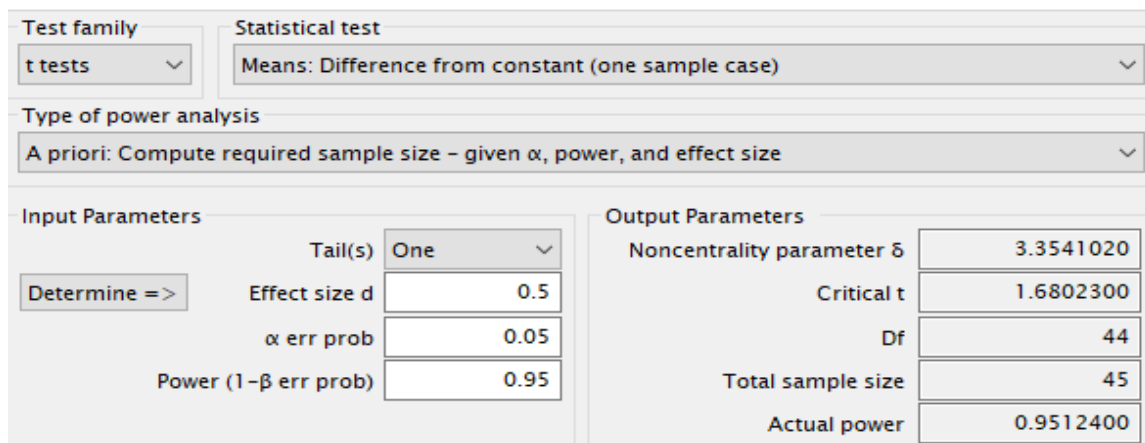 Test family
Statistical test
t tests
Means: Difference from constant (one sample case)
Type of power analysis
A priori: Compute required sample size – given α, power, and effect size
Input Parameters
Tail(s) One
Determine => Effect size d 0.5
α err prob 0.05
Power (1–β err prob) 0.95
Output Parameters
Noncentrality parameter δ 3.3541020
Critical t 1.6802300
Df 44
Total sample size 45
Actual power 0.9512400